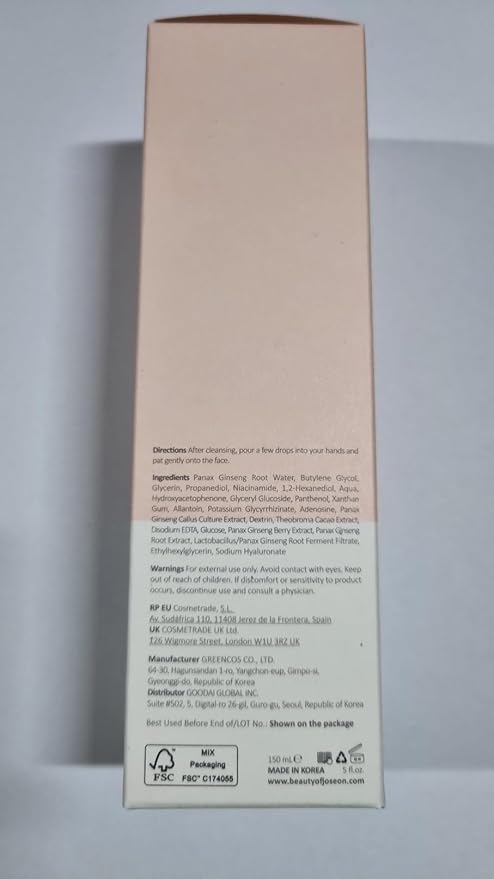 Directions After cleansing, pour a few drops into your hands and
pat gently onto the face.
Ingredients Panax Ginseng Root Water, Butylene Glycol,
Glycerin, Propanediol, Niacinamide, 1,2-Hexanediol, Aqua,
Hydroxyacetophenone, Glyceryl Glucoside, Panthenol, Xanthan
Gum, Allantoin, Potassium Glycyrrhizinate, Adenosine, Panax
Ginseng Callus Culture Extract, Dextrin, Theobroma Cacao Extract,
Disodium EDTA, Glucose, Panax Ginseng Berry Extract, Panax Ginseng
Root Extract, Lactobacillus/Panax Ginseng Root Ferment Filtrate,
Ethylhexylglycerin, Sodium Hyaluronate
Warnings For external use only. Avoid contact with eyes. Keep
out of reach of children. If discomfort or sensitivity to product
occurs, discontinue use and consult a physician.
RP EU Cosmetrade, S.L.
Av. Sudáfrica 110, 11408 Jerez de la Frontera, Spain
UK COSMETRADE UK Ltd.
126 Wigmore Street, London W1U 3RZ UK
Manufacturer GREENCOS CO., LTD.
64-30, Hagunsandan 1-ro, Yangchon-eup, Gimpo-si,
Gyeonggi-do, Republic of Korea
Distributor GOODAI GLOBAL INC.
Suite #502, 5, Digital-ro 26-gil, Guro-gu, Seoul, Republic of Korea
Best Used Before End of/LOT No.: Shown on the package
FSC
MIX
Packaging
FSC™ C174055
150 mL ℮
MADE IN KOREA 5 fl.oz.
www.beautyofjoseon.com